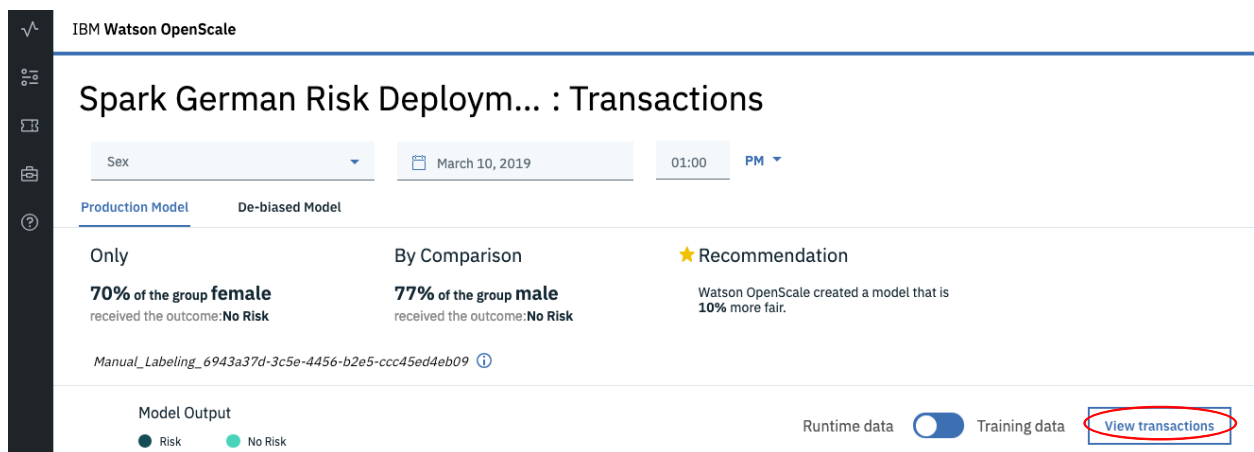 IBM Watson OpenScale
Spark German Risk Deploym... : Transactions
Sex
March 10, 2019
01:00
PM
Production Model
De-biased Model
Only
By Comparison
Recommendation
70% of the group female
77% of the group male
Watson OpenScale created a model that is
received the outcome:No Risk
received the outcome:No Risk
10% more fair.
Manual_Labeling_6943a37d-3c5e-4456-b2e5-ccc45ed4eb09
Model Output
Risk
No Risk
Runtime data
Training data
View transactions